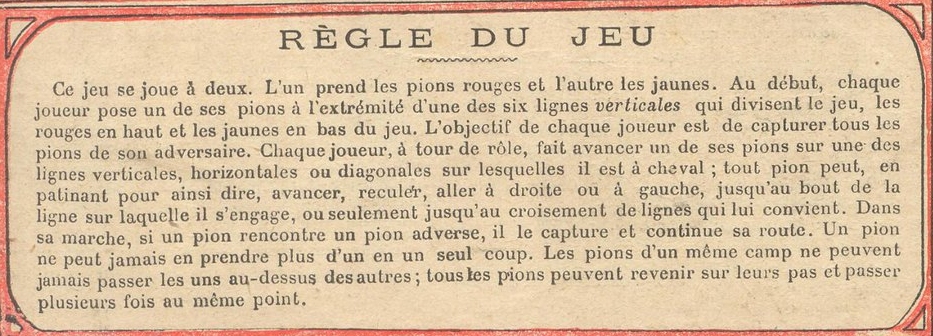 RÈGLE DU JEU
Ce jeu se joue à deux. L'un prend les pions rouges et l'autre les jaunes. Au début, chaque
joueur pose un de ses pions à l'extrémité d'une des six lignes verticales qui divisent le jeu, les
rouges en haut et les jaunes en bas du jeu. L'objectif de chaque joueur est de capturer tous les
pions de son adversaire. Chaque joueur, à tour de rôle, fait avancer un de ses pions sur une des
lignes verticales, horizontales ou diagonales sur lesquelles il est à cheval ; tout pion peut, en
patinant pour ainsi dire, avancer, reculer, aller à droite ou à gauche, jusqu'au bout de la
ligne sur laquelle il s'engage, ou seulement jusqu'au croisement de lignes qui lui convient. Dans
sa marche, si un pion rencontre un pion adverse, il le capture et continue sa route. Un pion
ne peut jamais en prendre plus d'un en un seul coup. Les pions d'un même camp ne peuvent
jamais passer les uns au-dessus des autres ; tous les pions peuvent revenir sur leurs pas et passer
plusieurs fois au même point.